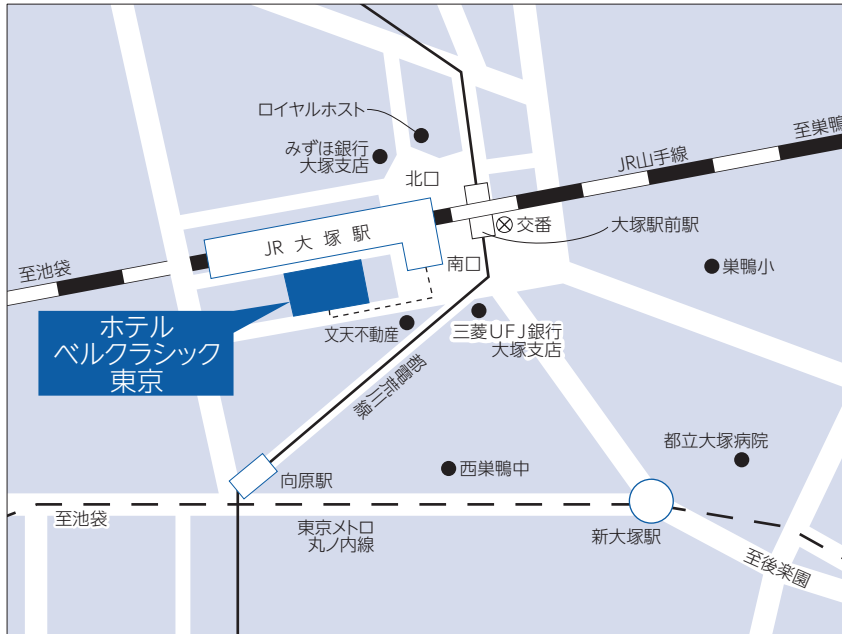 ロイヤルホスト
みずほ銀行
大塚支店
北口
JR山手線
至巣鴨
交番
大塚駅前駅
JR大塚駅
南口
巣鴨小
至池袋
ホテル
ベルクラシック
東京
文天不動産
三菱UFJ銀行
大塚支店
都電荒川線
都立大塚病院
西巣鴨中
向原駅
至池袋
東京メトロ
丸ノ内線
新大塚駅
至後楽園